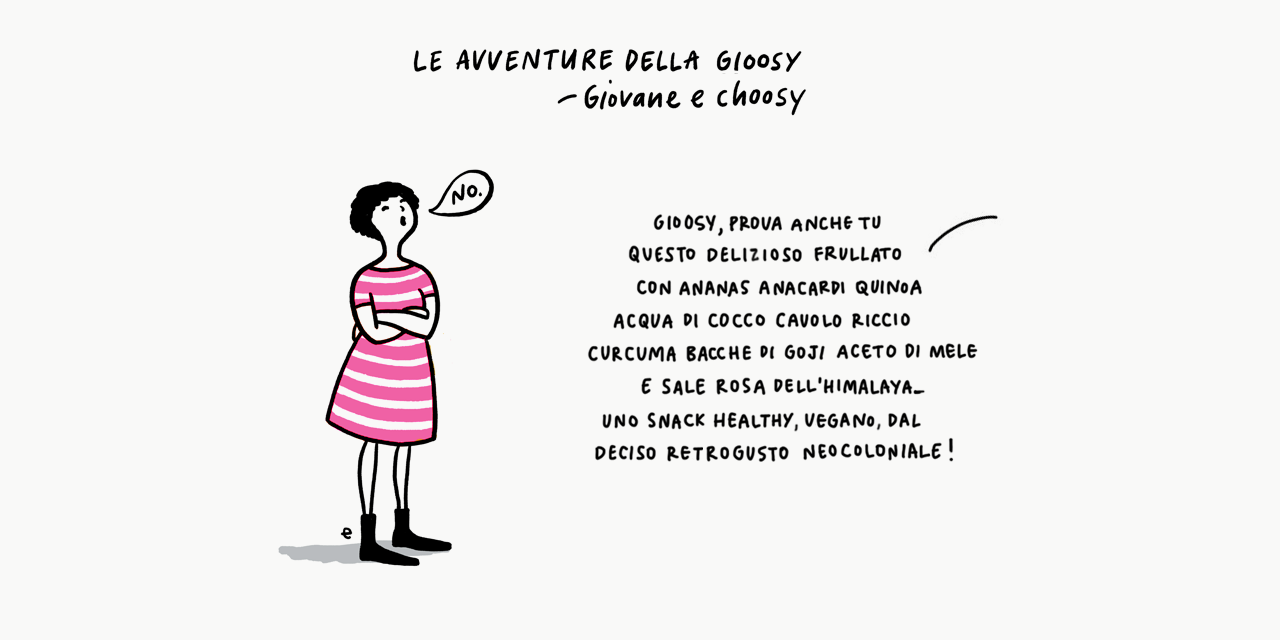 LE AVVENTURE DELLA GIOOSY
– Giovane e choosy
NO.
GIOOSY, PROVA ANCHE TU
QUESTO DELIZIOSO FRULLATO
CON ANANAS ANACARDI QUINOA
ACQUA DI COCCO CAVOLO RICCIO
CURCUMA BACCHE DI GOJI ACETO DI MELE
E SALE ROSA DELL'HIMALAYA...
UNO SNACK HEALTHY, VEGANO, DAL
DECISO RETROGUSTO NEOCOLONIALE!
e